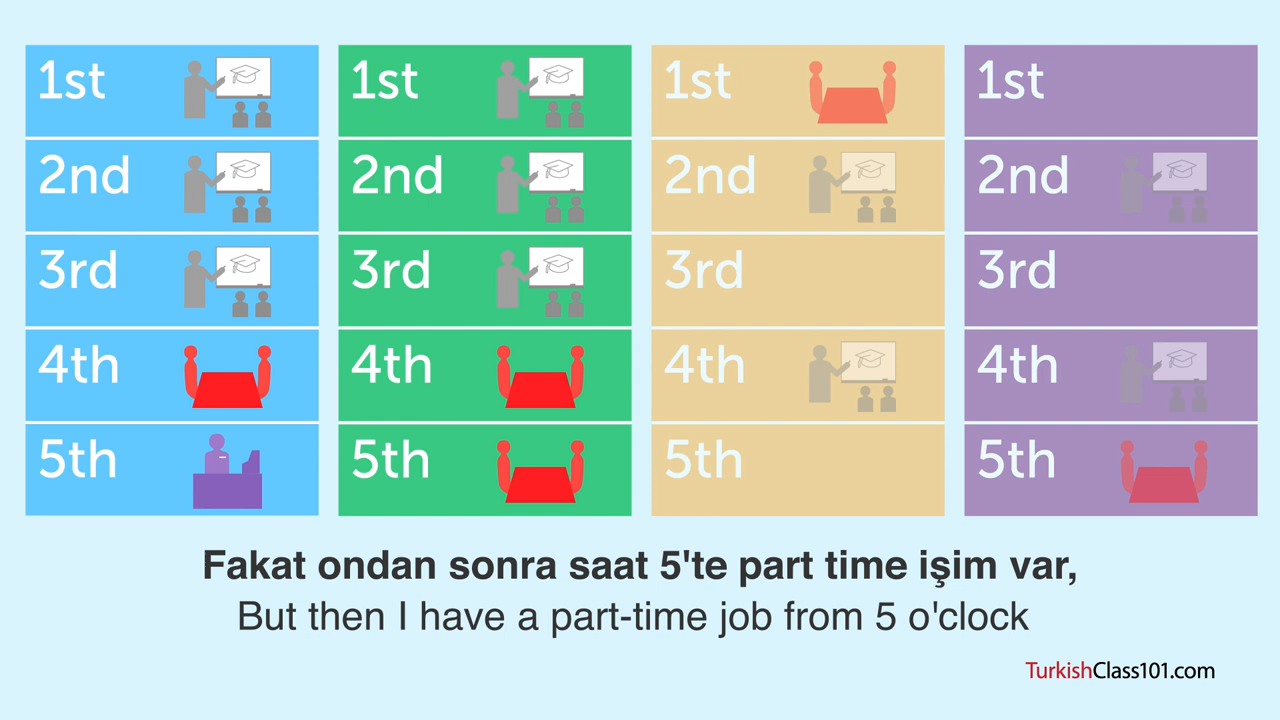 1st
2nd
3rd
4th
5th
1st
2nd
3rd
4th
5th
1st
2nd
3rd
4th
5th
1st
2nd
3rd
4th
5th
Fakat ondan sonra saat 5'te part time işim var,
But then I have a part-time job from 5 o'clock
TurkishClass101.com